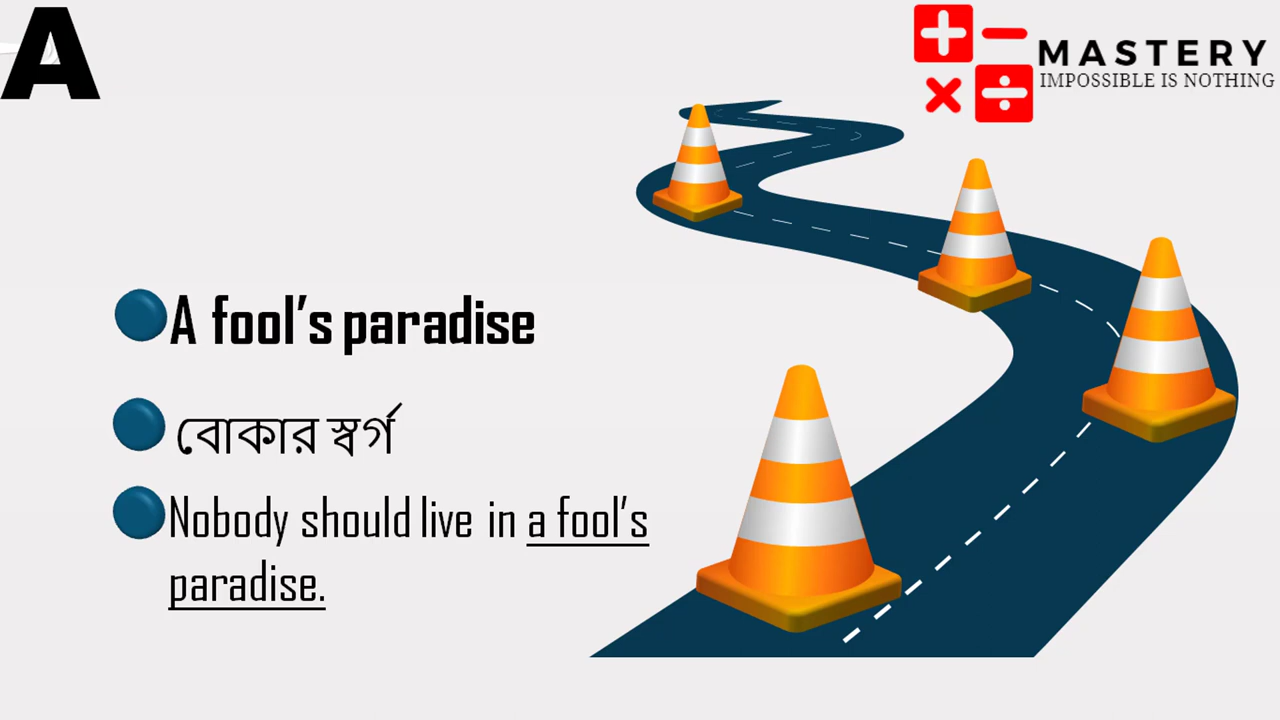 A
MASTERY
IMPOSSIBLE IS NOTHING
A fool’s paradise
বোকার স্বর্গ
Nobody should live in a fool’s
paradise.